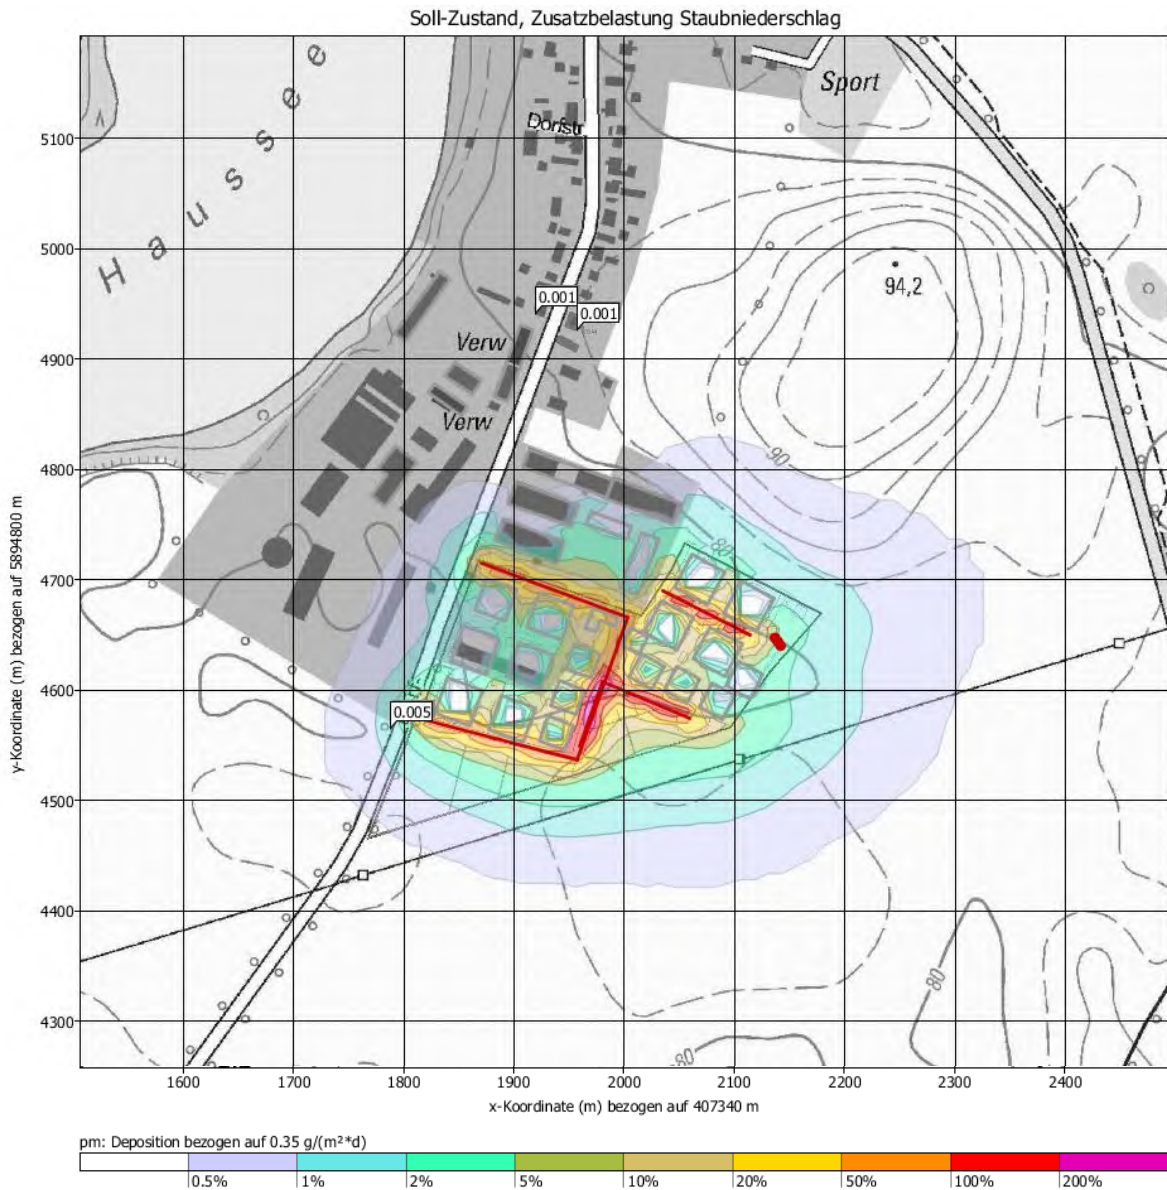 Soll-Zustand, Zusatzbelastung Staubniederschlag
Sport
Dorfstr
Haussee
94,2
0.001
0.001
Verw
Verw
90
80
0.005
80
80
5100
5000
4900
4800
4700
4600
4500
4400
4300
y-Koordinate (m) bezogen auf 5894800 m
1600 1700 1800 1900 2000 2100 2200 2300 2400
x-Koordinate (m) bezogen auf 407340 m
pm: Deposition bezogen auf 0.35 g/(m²*d)
0.5% 1% 2% 5% 10% 20% 50% 100% 200%